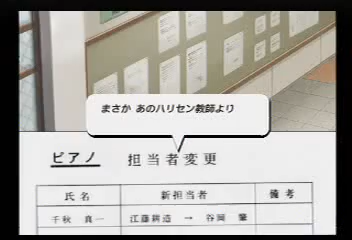 まさか あのハリセン教師より
ピアノ 担当者変更
氏名 新担当者 備考
千秋 真一 江藤耕造 → 谷岡 肇